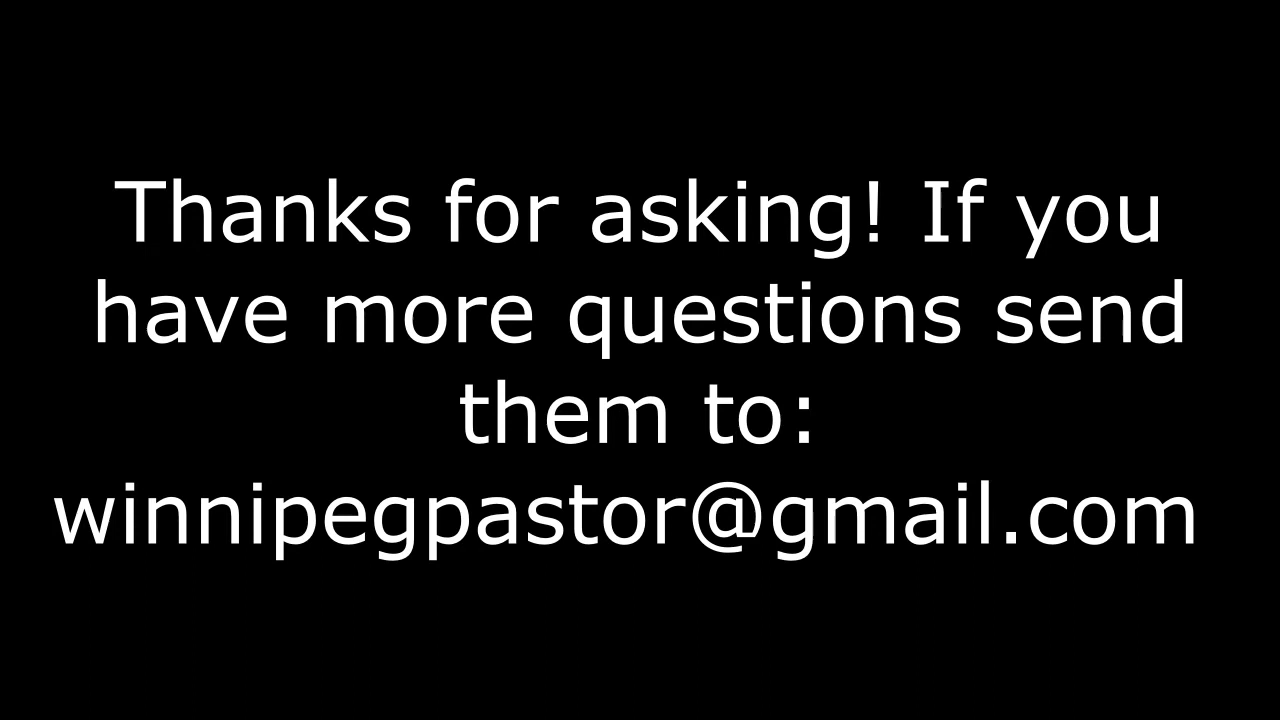 Thanks for asking! If you
have more questions send
them to:
winnipegpastor@gmail.com